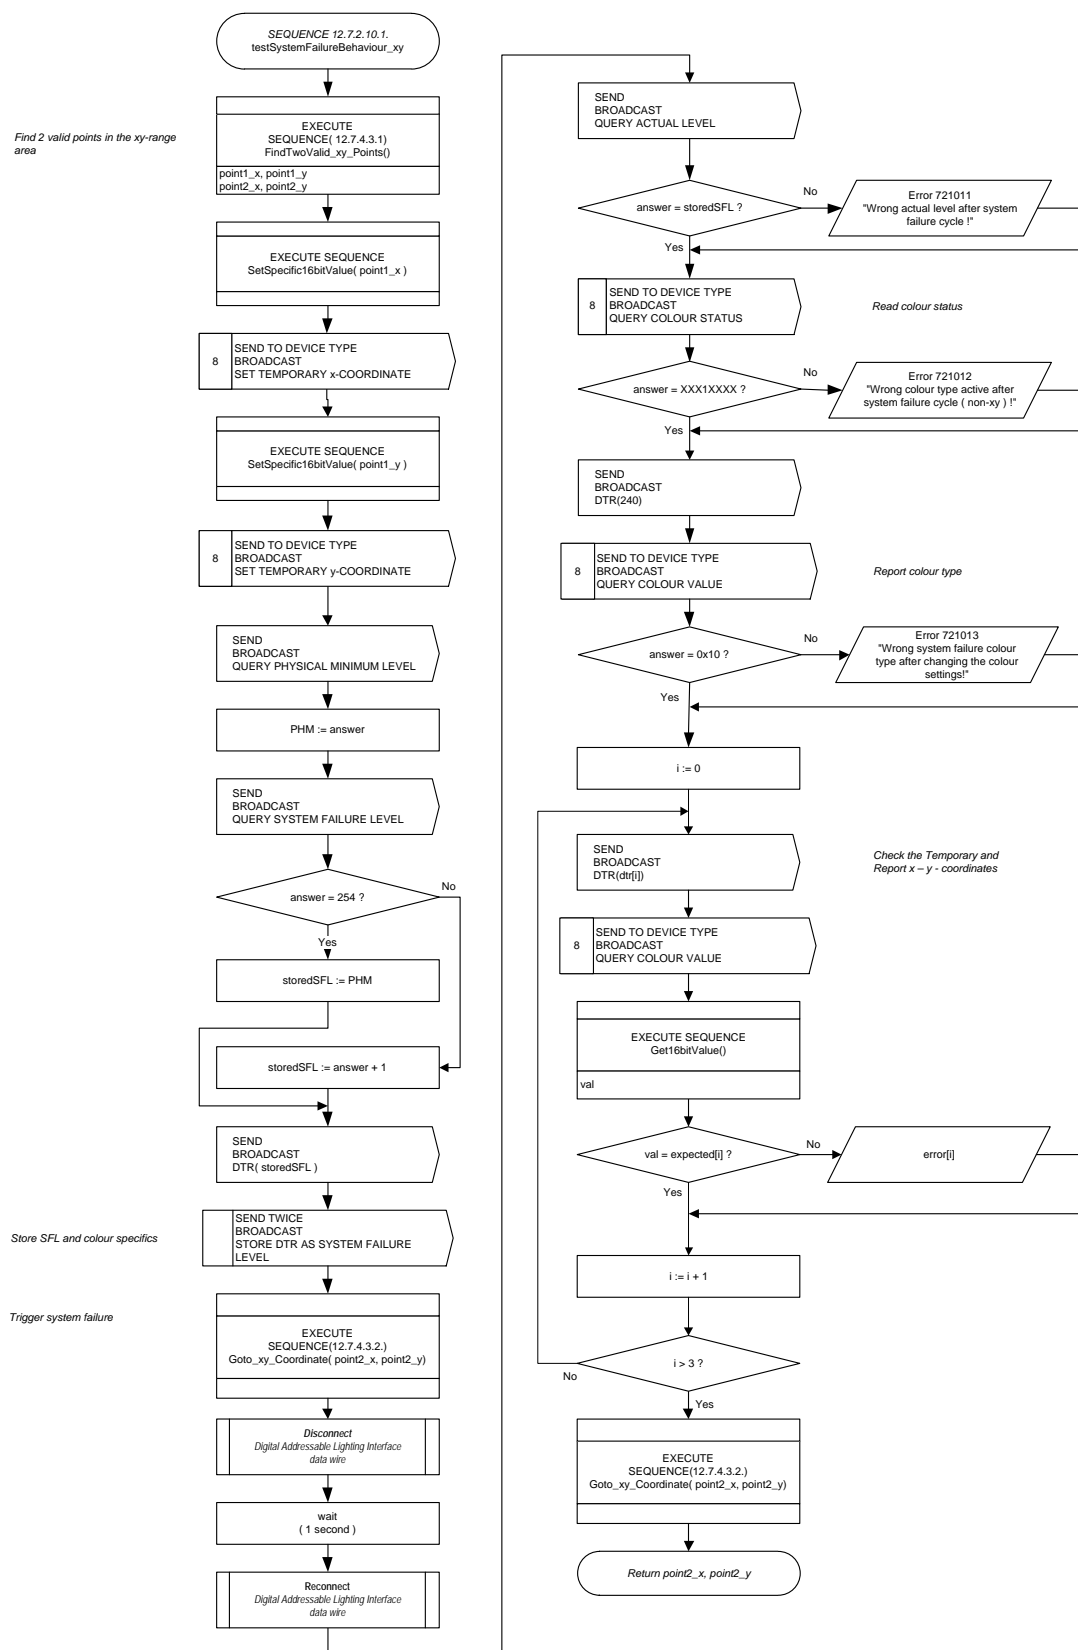 SEQUENCE 12.7.2.10.1.
testSystemFailureBehaviour_xy
Find 2 valid points in the xy-range
area
EXECUTE
SEQUENCE( 12.7.4.3.1)
FindTwoValid_xy_Points()
point1_x, point1_y
point2_x, point2_y
EXECUTE SEQUENCE
SetSpecific16bitValue( point1_x )
8
SEND TO DEVICE TYPE
BROADCAST
SET TEMPORARY x-COORDINATE
EXECUTE SEQUENCE
SetSpecific16bitValue( point1_y )
8
SEND TO DEVICE TYPE
BROADCAST
SET TEMPORARY y-COORDINATE
SEND
BROADCAST
QUERY PHYSICAL MINIMUM LEVEL
PHM := answer
SEND
BROADCAST
QUERY SYSTEM FAILURE LEVEL
answer = 254 ?
No
Yes
storedSFL := PHM
storedSFL := answer + 1
SEND
BROADCAST
DTR( storedSFL )
Store SFL and colour specifics
SEND TWICE
BROADCAST
STORE DTR AS SYSTEM FAILURE
LEVEL
Trigger system failure
EXECUTE
SEQUENCE(12.7.4.3.2.)
Goto_xy_Coordinate( point2_x, point2_y)
Disconnect
Digital Addressable Lighting Interface
data wire
wait
( 1 second )
Reconnect
Digital Addressable Lighting Interface
data wire
SEND
BROADCAST
QUERY ACTUAL LEVEL
answer = storedSFL ?
No
Error 721011
"Wrong actual level after system
failure cycle !"
Yes
8
SEND TO DEVICE TYPE
BROADCAST
QUERY COLOUR STATUS
Read colour status
answer = XXX1XXXX ?
No
Error 721012
"Wrong colour type active after
system failure cycle ( non-xy ) !"
Yes
SEND
BROADCAST
DTR(240)
8
SEND TO DEVICE TYPE
BROADCAST
QUERY COLOUR VALUE
Report colour type
answer = 0x10 ?
No
Error 721013
"Wrong system failure colour
type after changing the colour
settings!"
Yes
i := 0
SEND
BROADCAST
DTR(dtr[i])
Check the Temporary and
Report x – y - coordinates
8
SEND TO DEVICE TYPE
BROADCAST
QUERY COLOUR VALUE
EXECUTE SEQUENCE
Get16bitValue()
val
val = expected[i] ?
No
error[i]
Yes
i := i + 1
i > 3 ?
No
Yes
EXECUTE
SEQUENCE(12.7.4.3.2.)
Goto_xy_Coordinate( point2_x, point2_y)
Return point2_x, point2_y